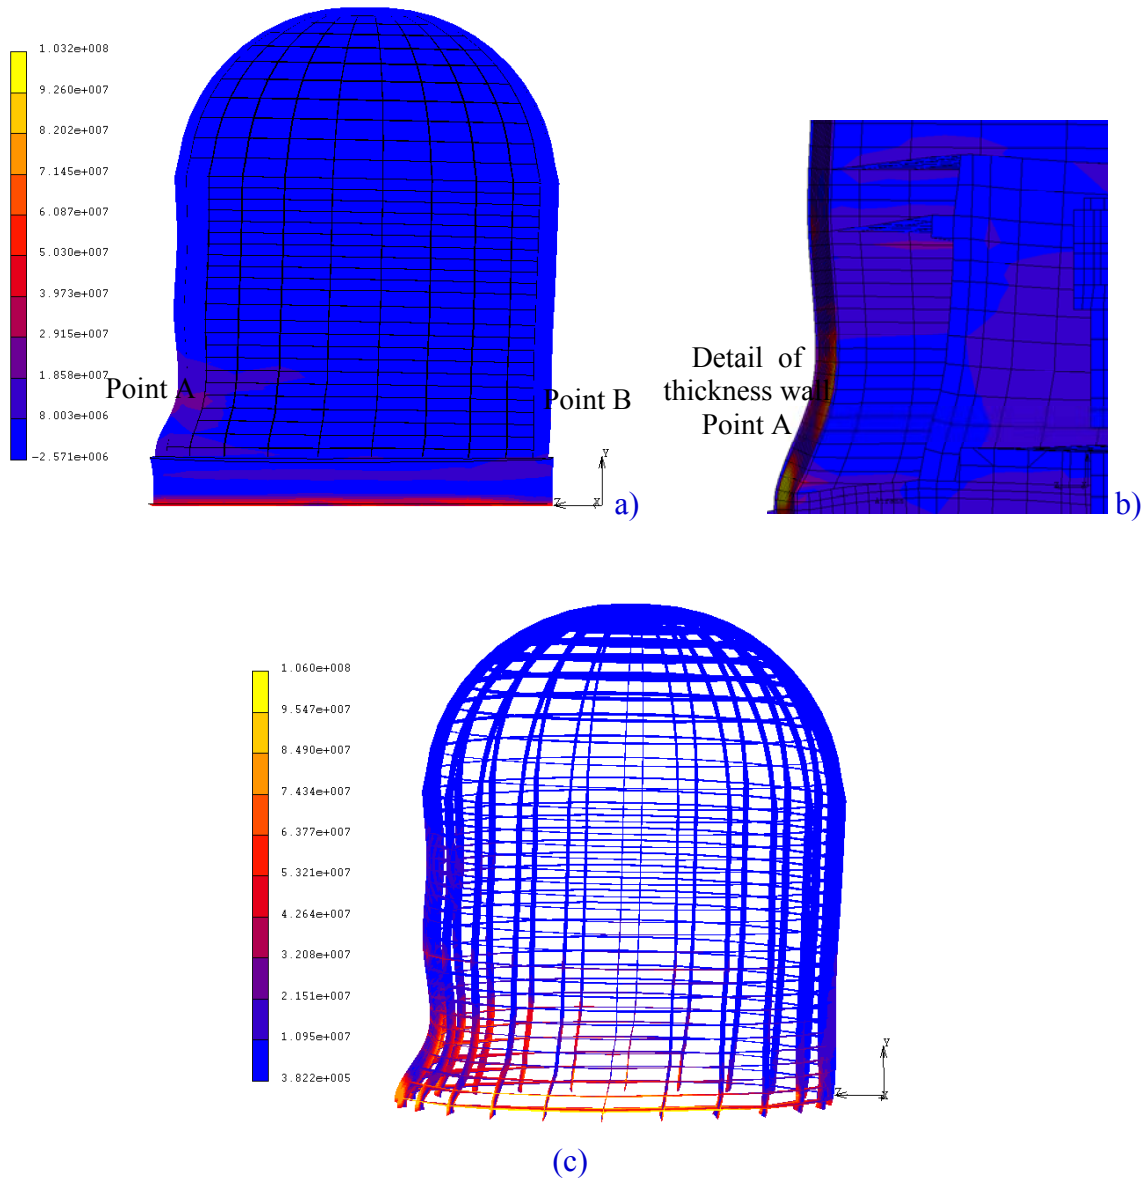 1.032e+008
9.260e+007
8.202e+007
7.145e+007
6.087e+007
5.030e+007
3.973e+007
2.915e+007
1.858e+007
8.003e+006
-2.571e+006
Point A
Point B
Y
Z
X
a)
Detail of
thickness wall
Point A
b)
1.060e+008
9.547e+007
8.490e+007
7.434e+007
6.377e+007
5.321e+007
4.264e+007
3.208e+007
2.151e+007
1.095e+007
3.822e+005
Y
Z
X
(c)